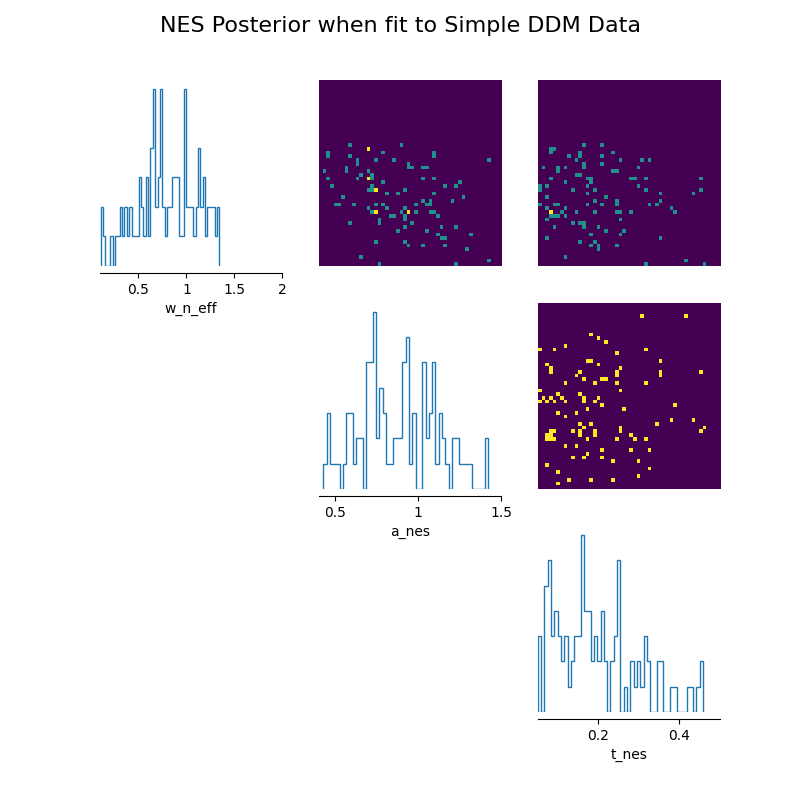 NES Posterior when fit to Simple DDM Data
0.5 1 1.5 2
w_n_eff
0.5 1 1.5
a_nes
0.2 0.4
t_nes